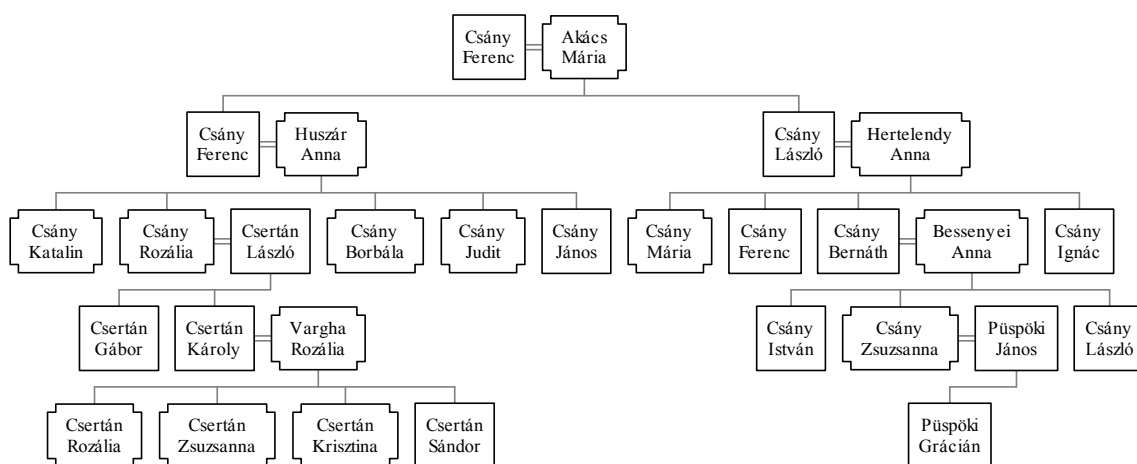 Csány
Ferenc
Akács
Mária
Csány
Ferenc
Huszár
Anna
Csány
László
Hertelendy
Anna
Csány
Katalin
Csány
Rozália
Csertán
László
Csány
Borbála
Csány
Judit
Csány
János
Csány
Mária
Csány
Ferenc
Csány
Bernáth
Bessenyei
Anna
Csány
Ignác
Csertán
Gábor
Csertán
Károly
Vargha
Rozália
Csány
István
Csány
Zsuzsanna
Püspöki
János
Csány
László
Csertán
Rozália
Csertán
Zsuzsanna
Csertán
Krisztina
Csertán
Sándor
Püspöki
Grácián